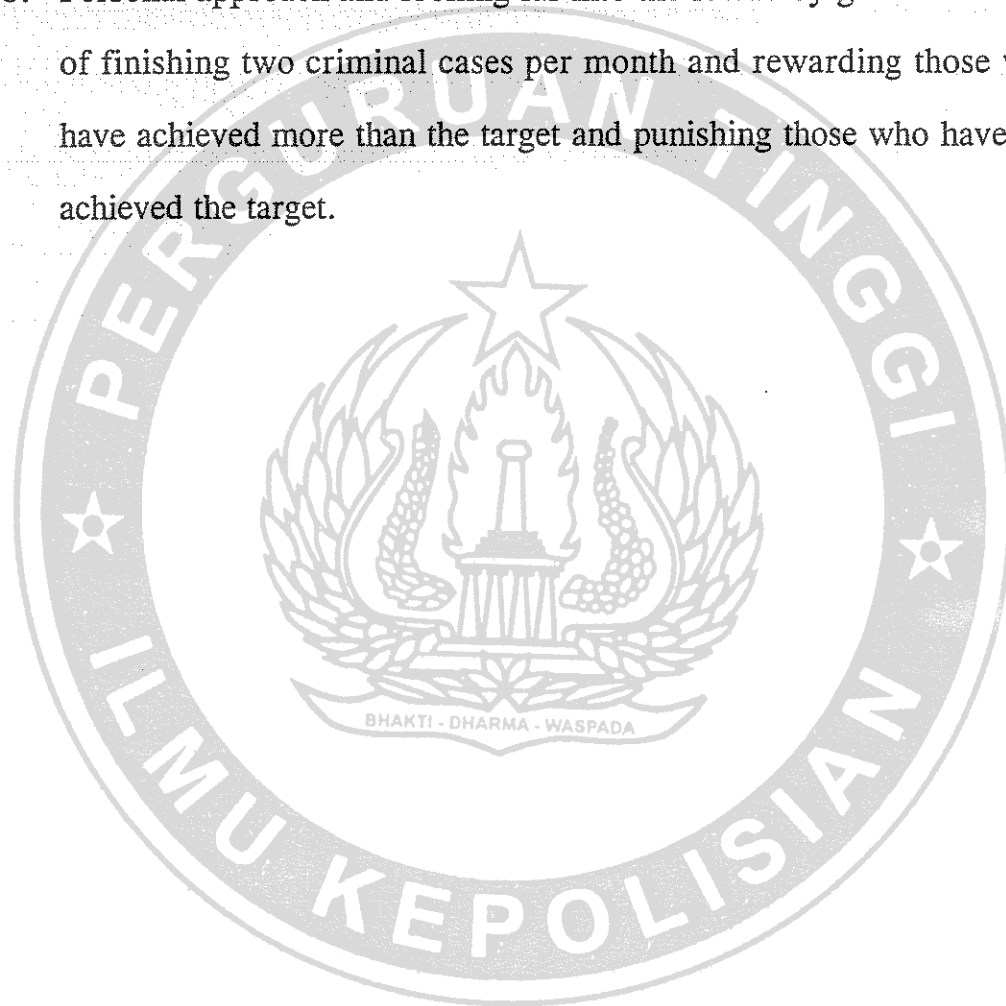 of finishing two criminal cases per month and rewarding those
have achieved more than the target and punishing those who have
achieved the target.
PERGURUAN TINGGI
BHAKTI - DHARMA - WASPADA
ILMU KEPOLISIAN